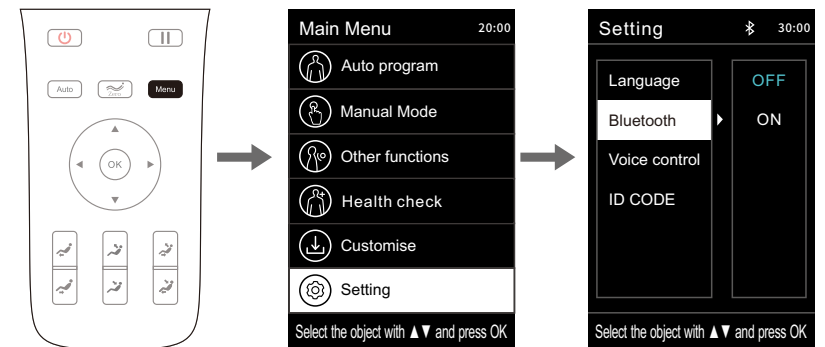 Auto
Zero
Menu
OK
Main Menu 20:00
Auto program
Manual Mode
Other functions
Health check
Customise
Setting
Select the object with ▲▼ and press OK
Setting 30:00
Language
Bluetooth
Voice control
ID CODE
OFF
ON
Select the object with ▲▼ and press OK